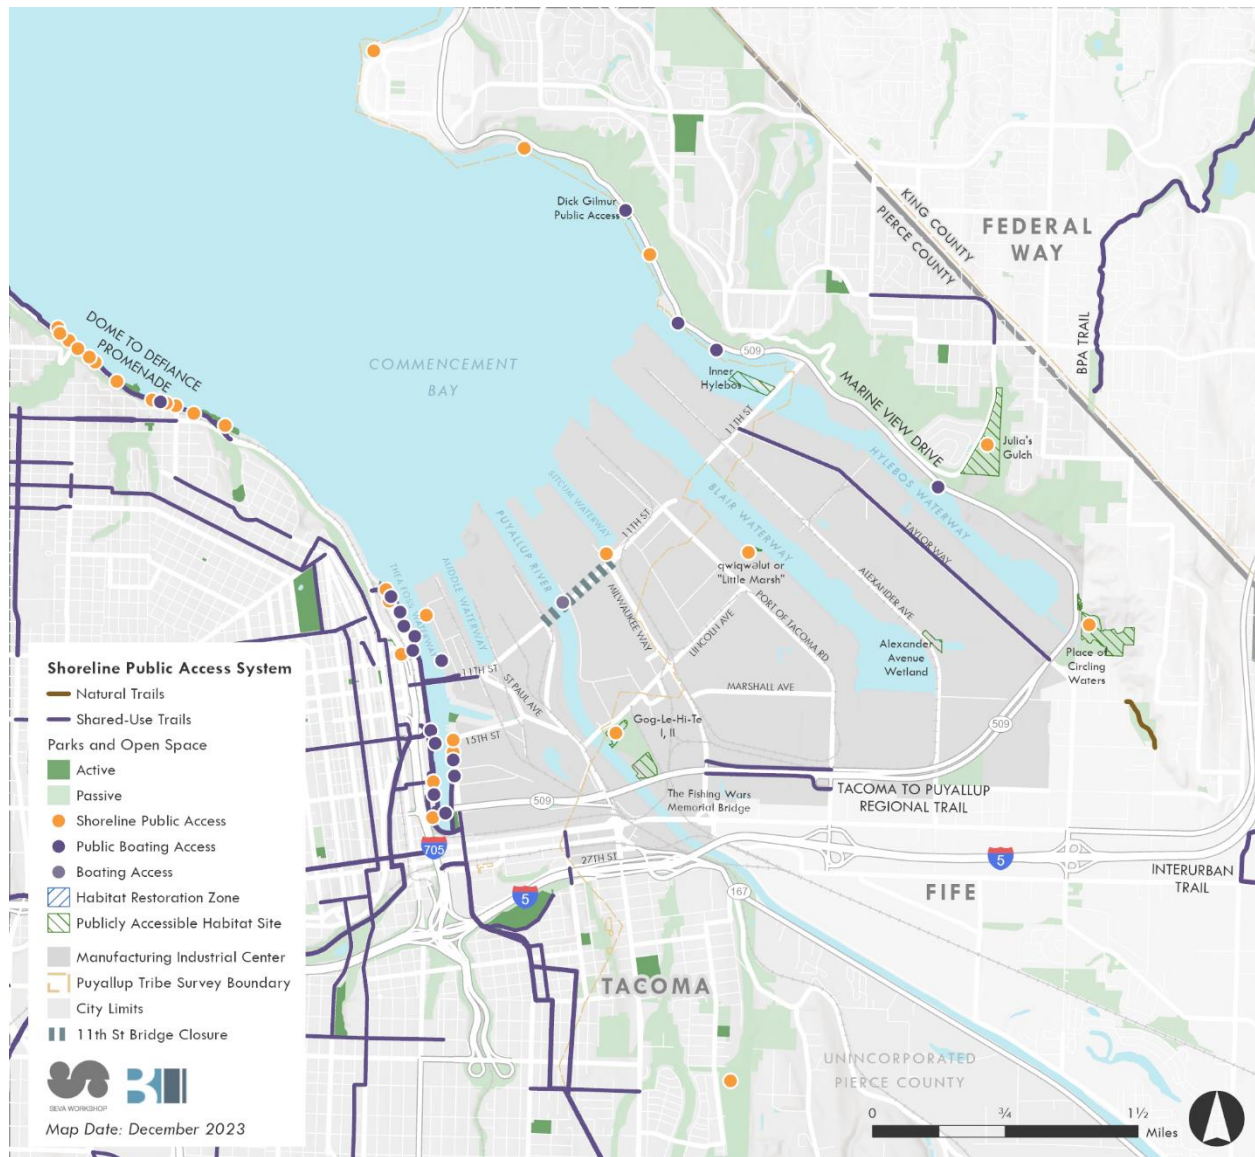 Dick Gilmur
Public Access
KING COUNTY
PIERCE COUNTY
FEDERAL
WAY
BPA TRAIL
DOME TO DEFIANCE
PROMENADE
COMMENCEMENT
BAY
509
Inner
Hylebos
MARINE VIEW DRIVE
11TH ST
Julia's
Gulch
HYLEBOS WATERWAY
BLAIR WATERWAY
SITCUM WATERWAY
11TH ST
PUYALLUP RIVER
MIDDLE WATERWAY
THEA FOSS WATERWAY
TAYLOR WAY
ALEXANDER AVE
qwiqwəlut or
"Little Marsh"
MILWAUKEE WAY
LINCOLN AVE
PORT OF TACOMA RD
Alexander
Avenue
Wetland
Place of
Circling
Waters
11TH ST
ST PAUL AVE
MARSHALL AVE
15TH ST
Gog-Le-Hi-Te
I, II
509
509
The Fishing Wars
Memorial Bridge
TACOMA TO PUYALLUP
REGIONAL TRAIL
705
27TH ST
5
5
167
INTERURBAN
TRAIL
FIFE
TACOMA
UNINCORPORATED
PIERCE COUNTY
Shoreline Public Access System
Natural Trails
Shared-Use Trails
Parks and Open Space
Active
Passive
Shoreline Public Access
Public Boating Access
Boating Access
Habitat Restoration Zone
Publicly Accessible Habitat Site
Manufacturing Industrial Center
Puyallup Tribe Survey Boundary
City Limits
11th St Bridge Closure
SEVA WORKSHOP
Map Date: December 2023
0 ¾ 1½
Miles